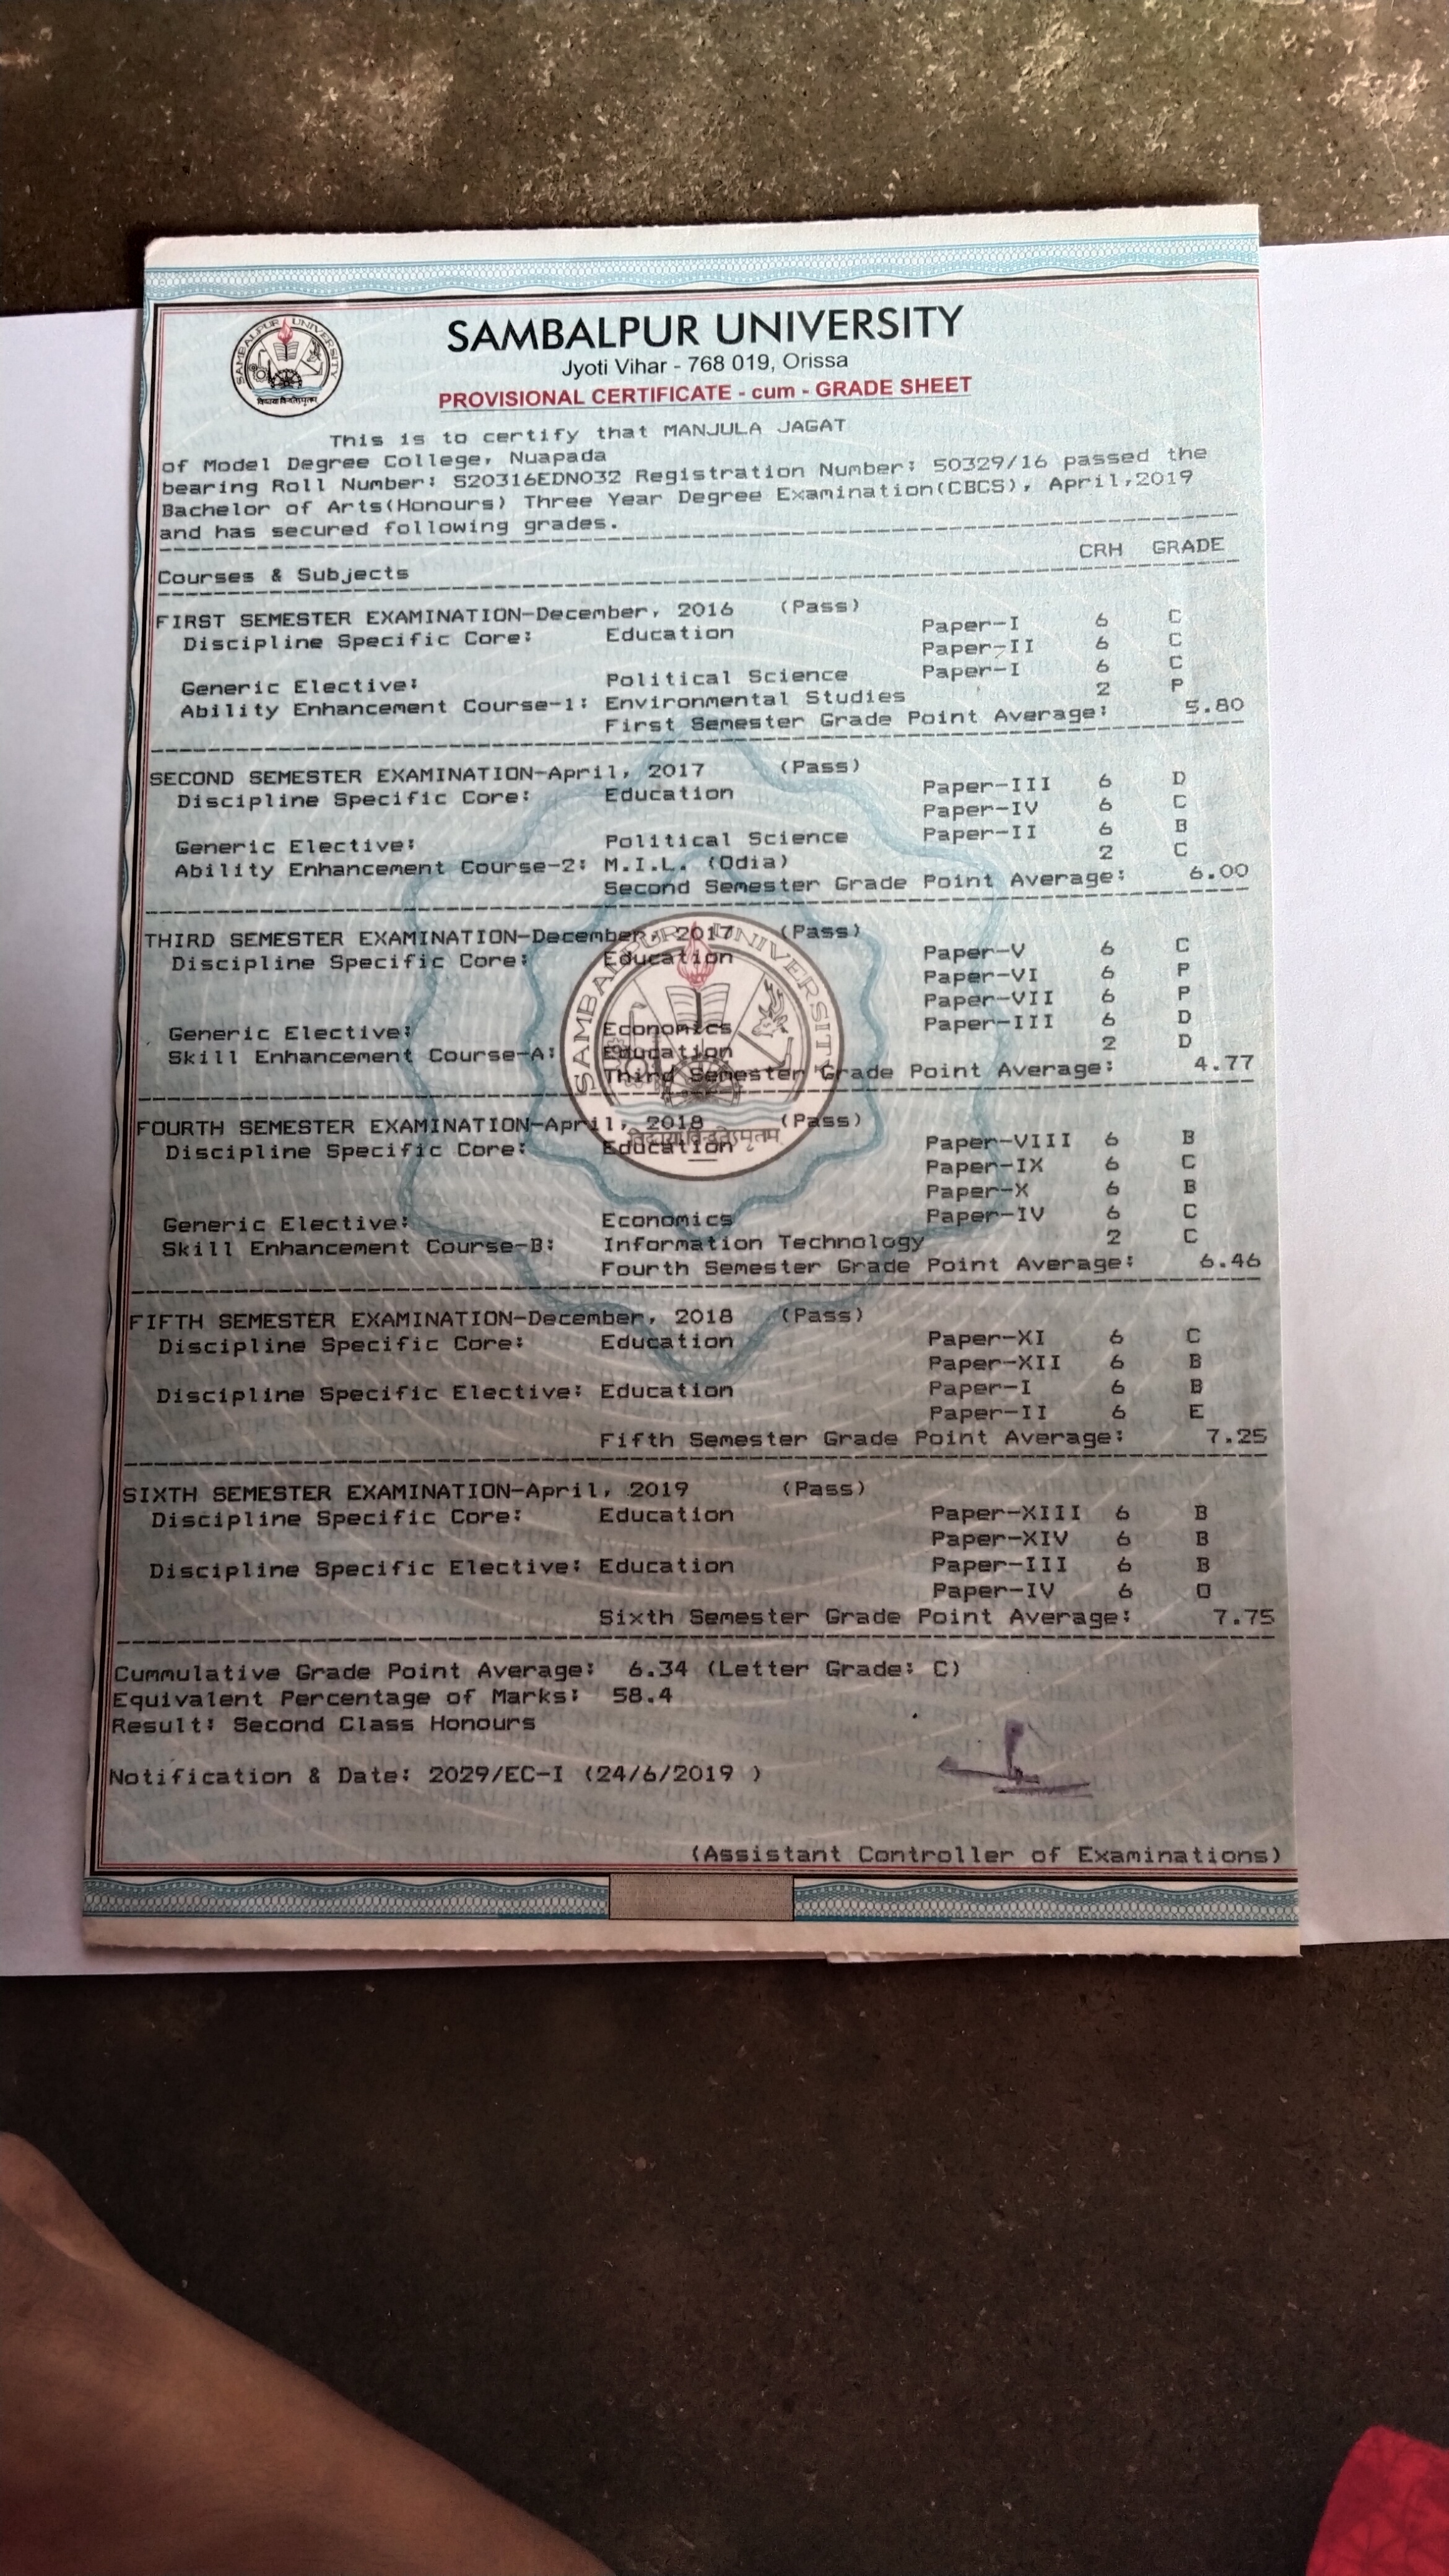 SAMBALPUR UNIVERSITY
Jyoti Vihar - 768 019, Orissa
PROVISIONAL CERTIFICATE - cum - GRADE SHEET
This is to certify that MANJULA JAGAT
of Model Degree College, Nuapada
bearing Roll Number: S20316EDN032 Registration Number: 50329/16 passed the
Bachelor of Arts(Honours) Three Year Degree Examination(CBCS), April,2019
and has secured following grades.
Courses & Subjects CRH GRADE
FIRST SEMESTER EXAMINATION-December, 2016 (Pass)
Discipline Specific Core: Education Paper-I 6 C
Paper-II 6 C
Generic Elective: Political Science Paper-I 6 C
Ability Enhancement Course-1: Environmental Studies 2 P
First Semester Grade Point Average: 5.80
SECOND SEMESTER EXAMINATION-April, 2017 (Pass)
Discipline Specific Core: Education Paper-III 6 D
Paper-IV 6 C
Generic Elective: Political Science Paper-II 6 B
Ability Enhancement Course-2: M.I.L. (Odia) 2 C
Second Semester Grade Point Average: 6.00
THIRD SEMESTER EXAMINATION-December, 2017 (Pass)
Discipline Specific Core: Education Paper-V 6 C
Paper-VI 6 P
Paper-VII 6 P
Generic Elective: Economics Paper-III 6 D
Skill Enhancement Course-A: Education 2 D
Third Semester Grade Point Average: 4.77
FOURTH SEMESTER EXAMINATION-April, 2018 (Pass)
Discipline Specific Core: Education Paper-VIII 6 B
Paper-IX 6 C
Paper-X 6 B
Generic Elective: Economics Paper-IV 6 C
Skill Enhancement Course-B: Information Technology 2 C
Fourth Semester Grade Point Average: 6.46
FIFTH SEMESTER EXAMINATION-December, 2018 (Pass)
Discipline Specific Core: Education Paper-XI 6 C
Paper-XII 6 B
Discipline Specific Elective: Education Paper-I 6 B
Paper-II 6 E
Fifth Semester Grade Point Average: 7.25
SIXTH SEMESTER EXAMINATION-April, 2019 (Pass)
Discipline Specific Core: Education Paper-XIII 6 B
Paper-XIV 6 B
Discipline Specific Elective: Education Paper-III 6 B
Paper-IV 6 O
Sixth Semester Grade Point Average: 7.75
Cummulative Grade Point Average: 6.34 (Letter Grade: C)
Equivalent Percentage of Marks: 58.4
Result: Second Class Honours
Notification & Date: 2029/EC-I (24/6/2019 )
(Assistant Controller of Examinations)
SAMBALPUR UNIVERSITY
SAMBALPUR UNIVERSITY